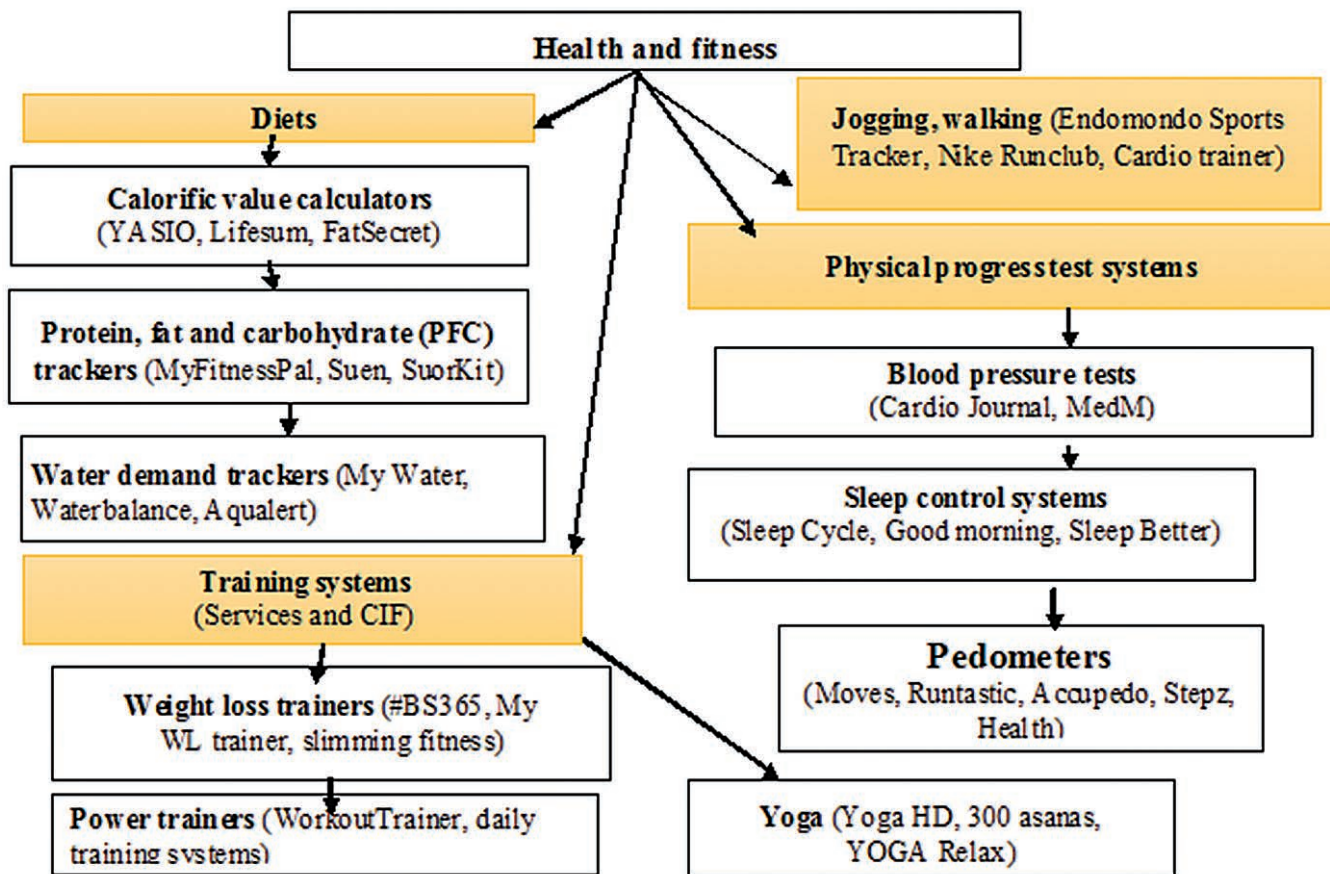 Health and fitness
Diets
Calorific value calculators
(YASIO, Lifesum, FatSecret)
Protein, fat and carbohydrate (PFC)
trackers (MyFitnessPal, Suen, SuorKit)
Water demand trackers (My Water,
Waterbalance, Aqualert)
Training systems
(Services and CIF)
Weight loss trainers (#BS365, My
WL trainer, slimming fitness)
Power trainers (WorkoutTrainer, daily
training systems)
Jogging, walking (Endomondo Sports
Tracker, Nike Runclub, Cardio trainer)
Physical progress test systems
Blood pressure tests
(Cardio Journal, MedM)
Sleep control systems
(Sleep Cycle, Good morning, Sleep Better)
Pedometers
(Moves, Runtastic, Accupedo, Stepz,
Health)
Yoga (Yoga HD, 300 asanas,
YOGA Relax)